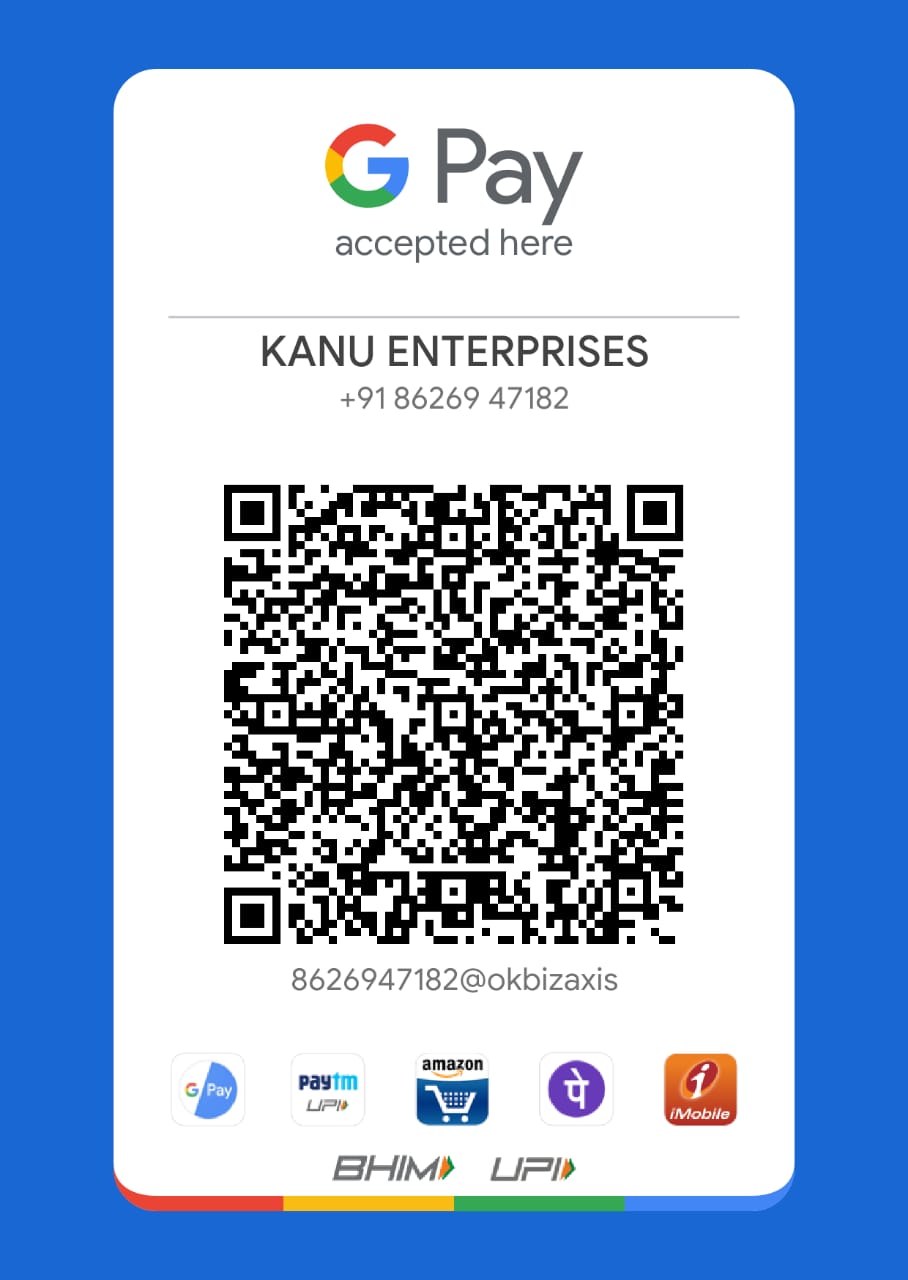 G Pay
accepted here
KANU ENTERPRISES
+91 86269 47182
8626947182@okbizaxis
G Pay
paytm
UPI
amazon
पे
i
iMobile
BHIM UPI